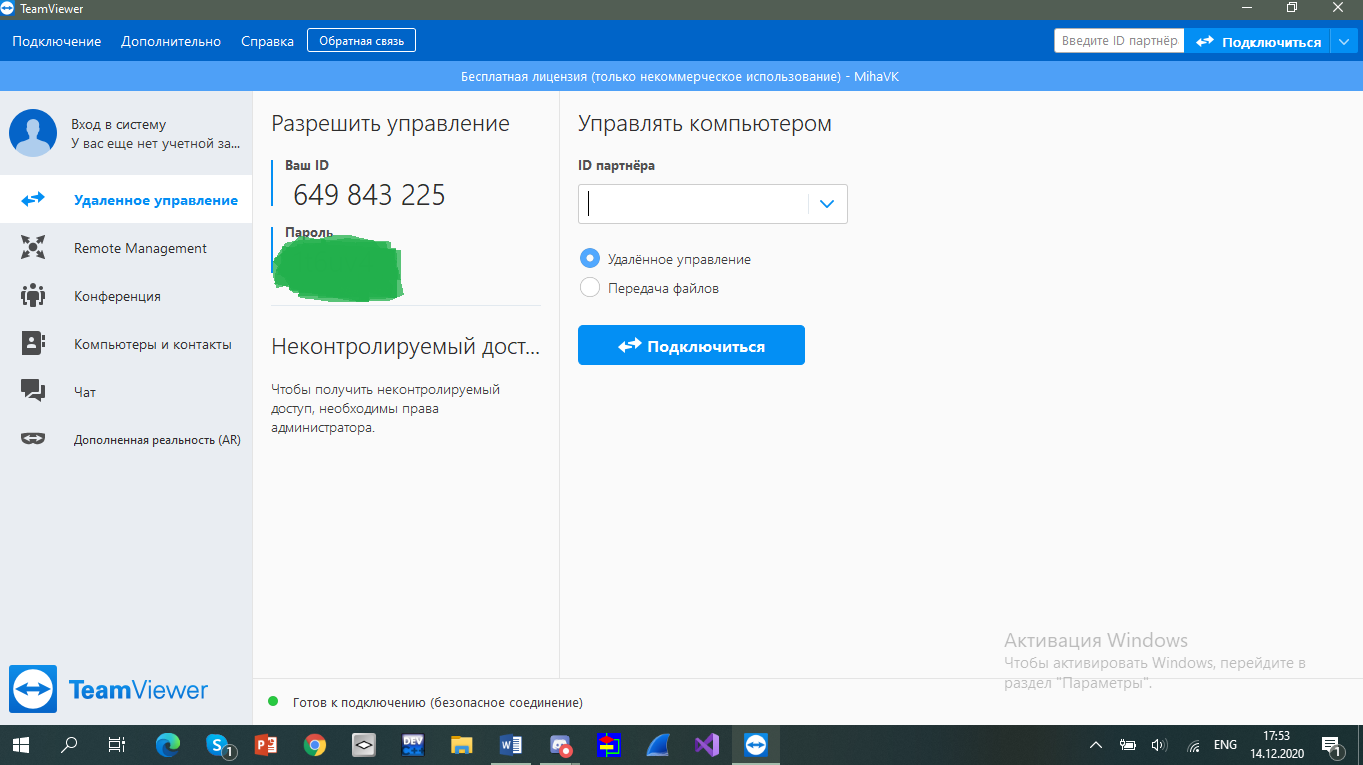 TeamViewer
Подключение Дополнительно Справка Обратная связь
Введите ID партнёр
Подключиться
Бесплатная лицензия (только некоммерческое использование) - MihaVK
Вход в систему
У вас еще нет учетной за...
Удаленное управление
Remote Management
Конференция
Компьютеры и контакты
Чат
Дополненная реальность (AR)
TeamViewer
Разрешить управление
Ваш ID
649 843 225
Пароль
Неконтролируемый дост...
Чтобы получить неконтролируемый
доступ, необходимы права
администратора.
Управлять компьютером
ID партнёра
Удалённое управление
Передача файлов
Подключиться
Активация Windows
Чтобы активировать Windows, перейдите в
раздел "Параметры".
Готов к подключению (безопасное соединение)
S
1
P
DEV
C++
W
ENG
17:53
14.12.2020
1